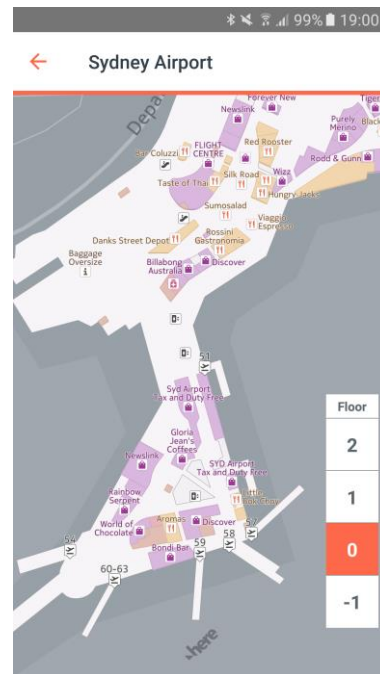 99% 19:00
Sydney Airport
Depar
Forever New
Newslink
Tiger
Purely
Merino
Black
Bar Coluzzi
FLIGHT
CENTRE
Red Rooster
Rodd & Gunn
Taste of Thai
Silk Road
Wizz
Hungry Jacks
Sumosalad
Viaggio
Espresso
Danks Street Depot
Rossini
Gastronomia
Baggage
Oversize
Billabong
Australia
Discover
51
Syd Airport
Tax and Duty Free
Floor
2
Gloria
Jean's
Coffees
Newslink
SYD Airport
Tax and Duty Free
1
Rainbow
Serpent
Little
World of
Chocolate
Aromas
Discover
57
0
54
Bondi Bar
59
58
60-63
-1
here